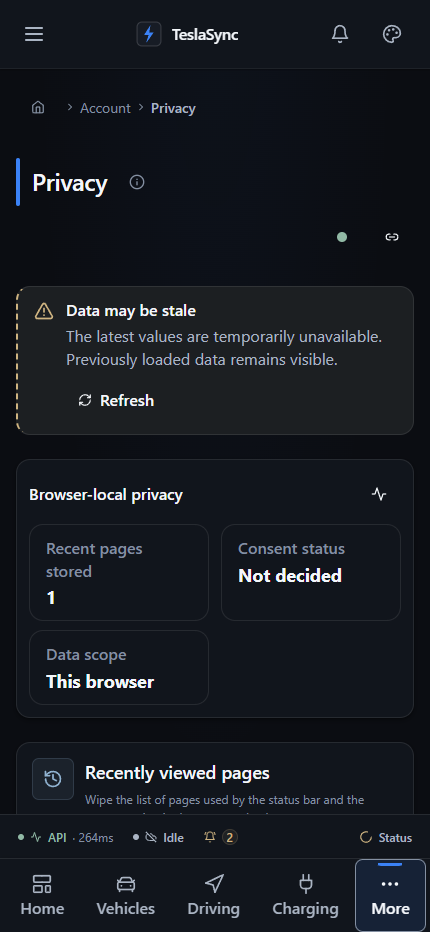 TeslaSync
Account
Privacy
Privacy
Data may be stale
The latest values are temporarily unavailable.
Previously loaded data remains visible.
Refresh
Browser-local privacy
Recent pages
stored
1
Consent status
Not decided
Data scope
This browser
Recently viewed pages
Wipe the list of pages used by the status bar and the
API · 264ms
Idle
2
Status
Home
Vehicles
Driving
Charging
More